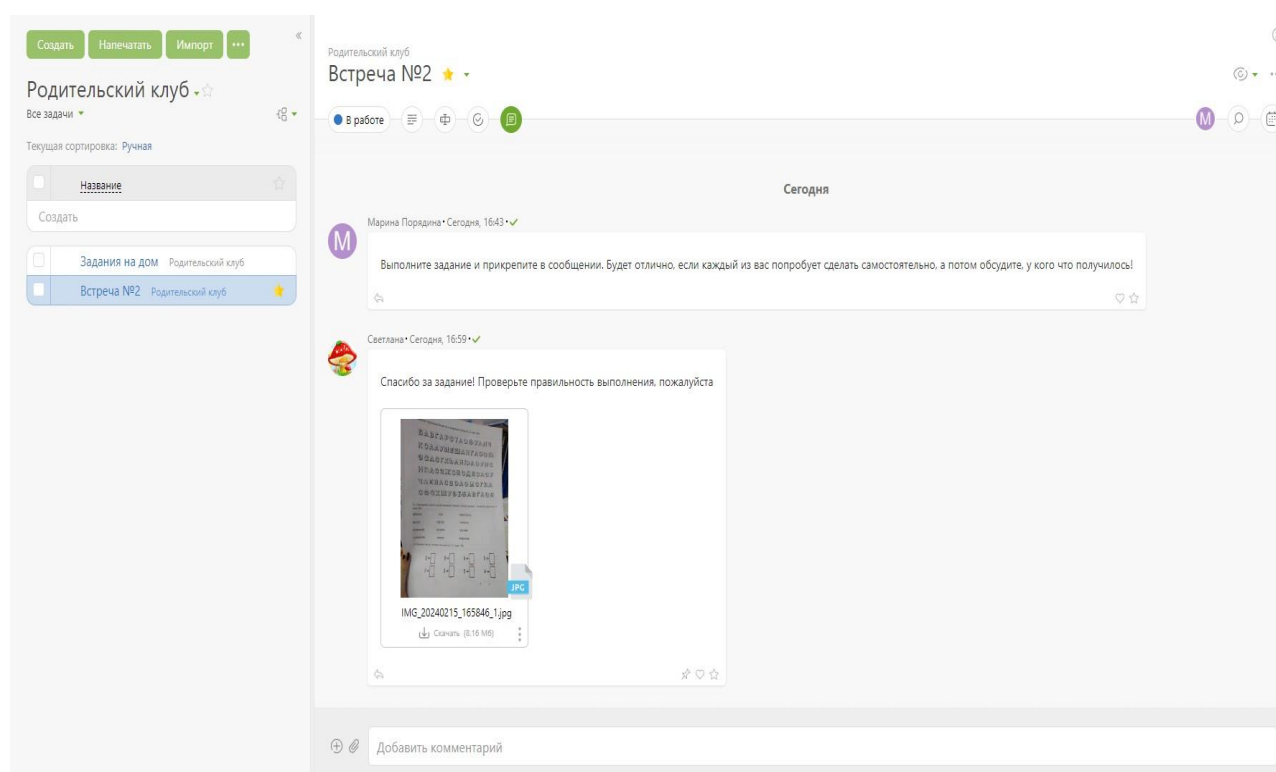 Создать Напечатать Импорт
Родительский клуб
Все задачи
Текущая сортировка: Ручная
Название
Создать
Задания на дом Родительский клуб
Встреча №2 Родительский клуб
Родительский клуб
Встреча №2
В работе
М
Сегодня
М
Марина Порядина • Сегодня, 16:43 •
Выполните задание и прикрепите в сообщении. Будет отлично, если каждый из вас попробует сделать самостоятельно, а потом обсудите, у кого что получилось!
Светлана • Сегодня, 16:59 •
Спасибо за задание! Проверьте правильность выполнения, пожалуйста
JPG
IMG_20240215_165846_1.jpg
Скачать (8.16 Мб)
Добавить комментарий